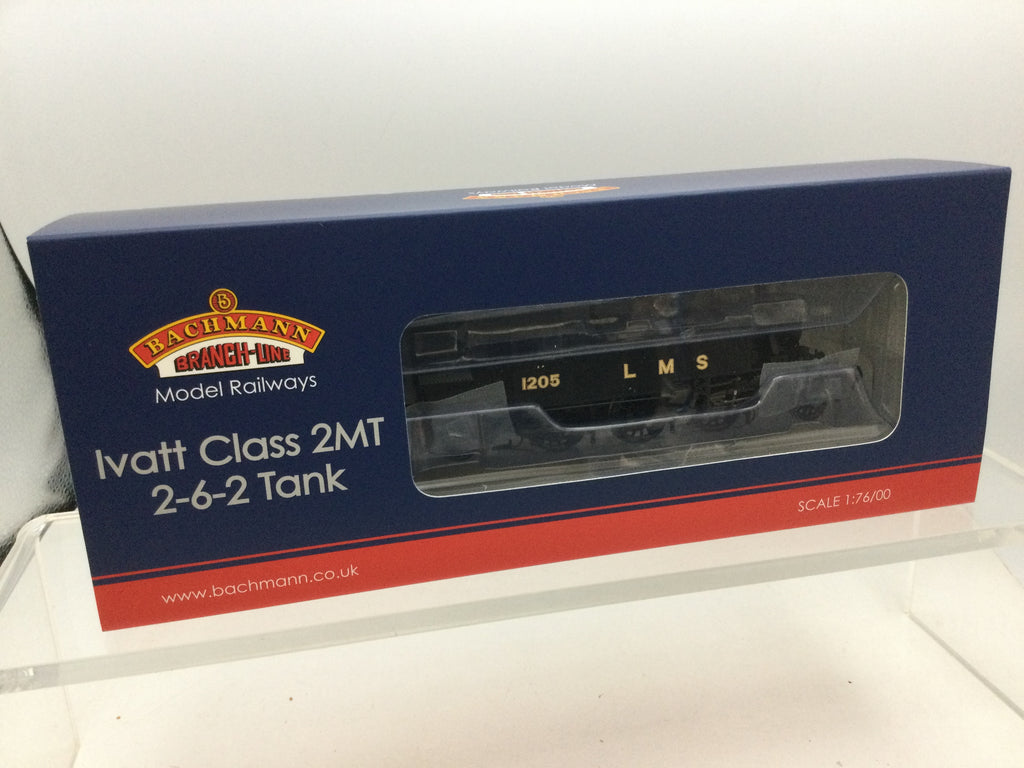 BACHMANN
BRANCH-LINE
Model Railways
Ivatt Class 2MT
2-6-2 Tank
1205
L M S
SCALE 1:76/00
www.bachmann.co.uk